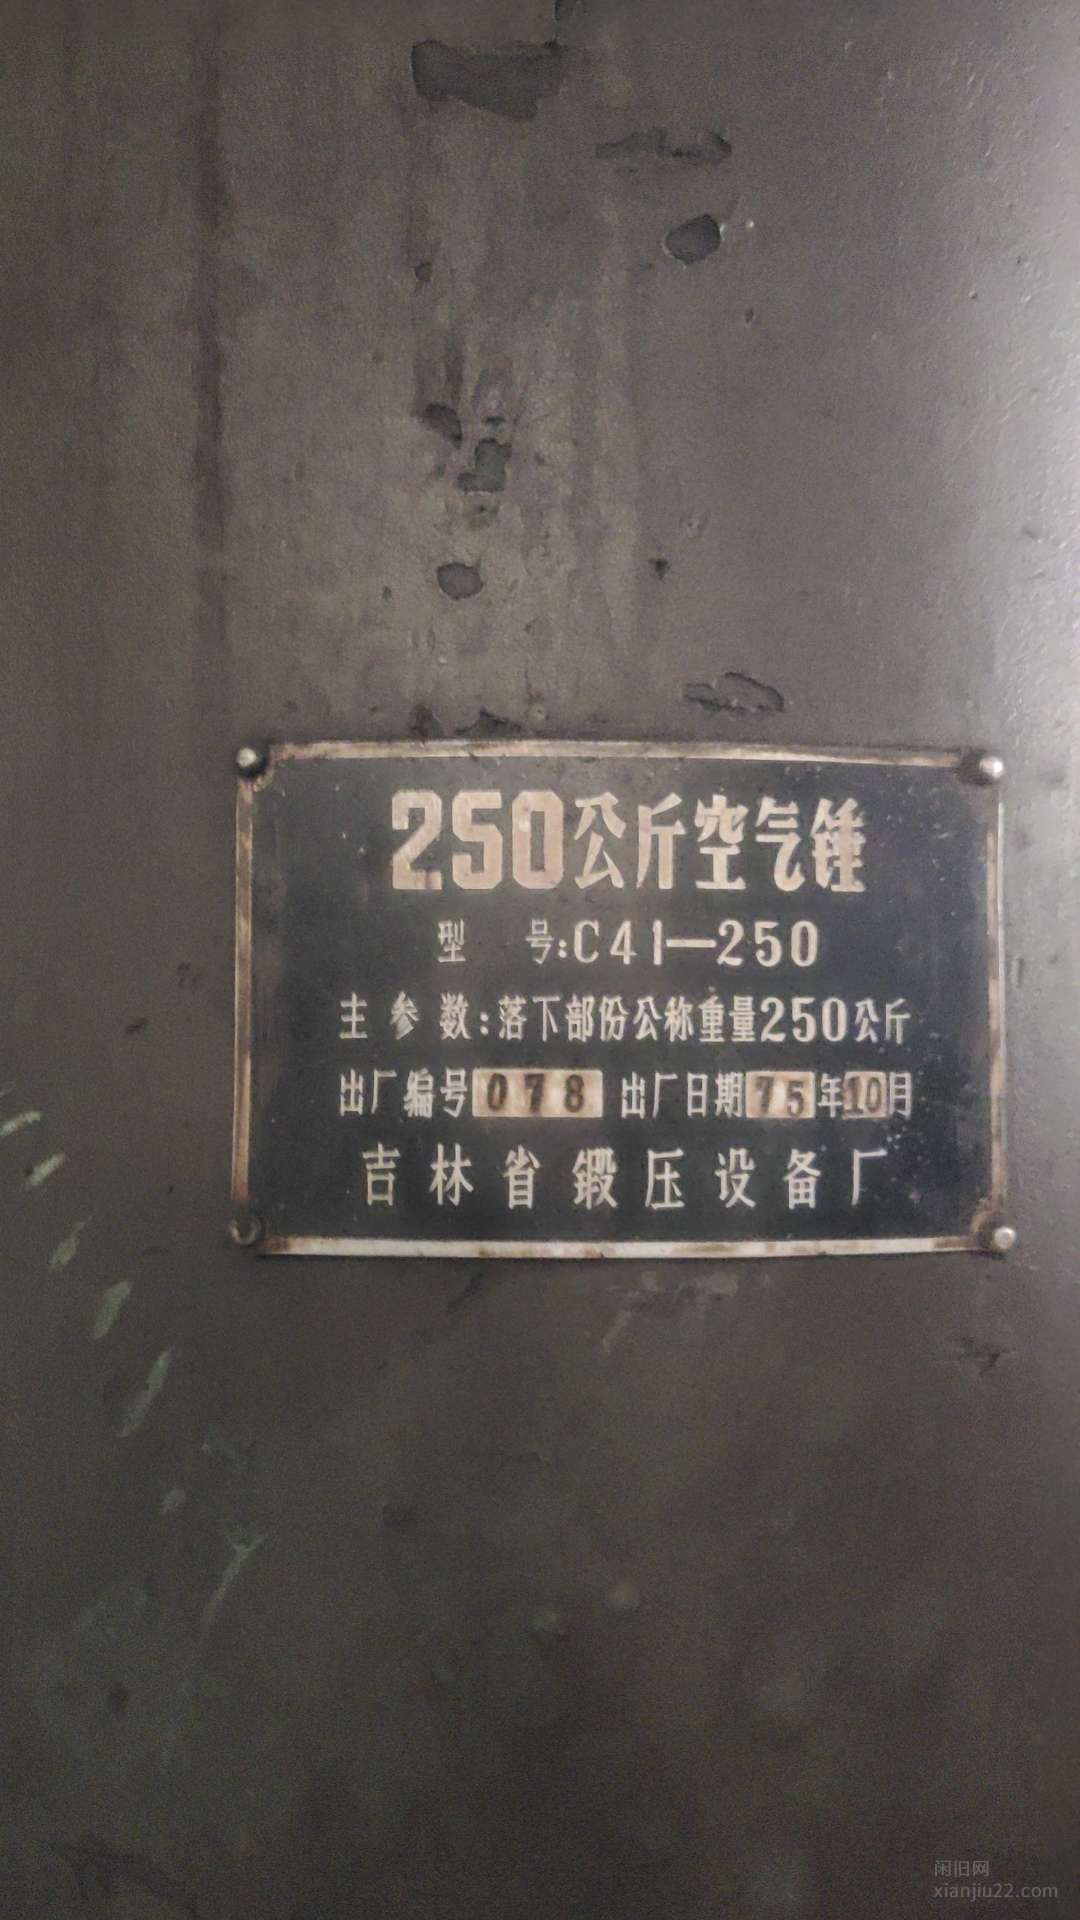 250公斤空气锤
型 号:C41—250
主参数:落下部份公称重量250公斤
出厂编号078 出厂日期75年10月
吉林省锻压设备厂
闲旧网
xianjiu22.com